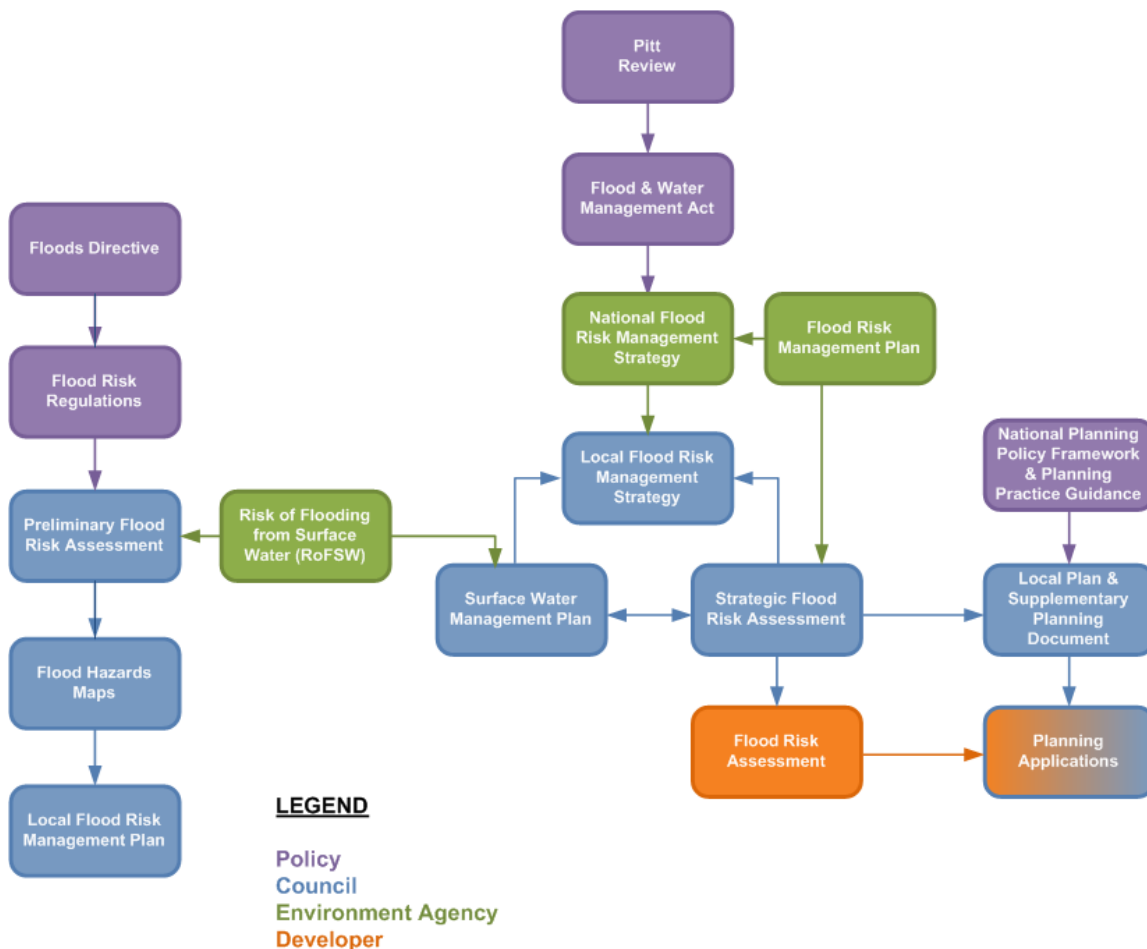 Pitt
Review
Flood & Water
Management Act
Floods Directive
National Flood
Risk Management
Strategy
Flood Risk
Management Plan
Flood Risk
Regulations
National Planning
Policy Framework
& Planning
Practice Guidance
Local Flood Risk
Management
Strategy
Preliminary Flood
Risk Assessment
Risk of Flooding
from Surface
Water (RoFSW)
Surface Water
Management Plan
Strategic Flood
Risk Assessment
Local Plan &
Supplementary
Planning
Document
Flood Hazards
Maps
Flood Risk
Assessment
Planning
Applications
Local Flood Risk
Management Plan
LEGEND
Policy
Council
Environment Agency
Developer